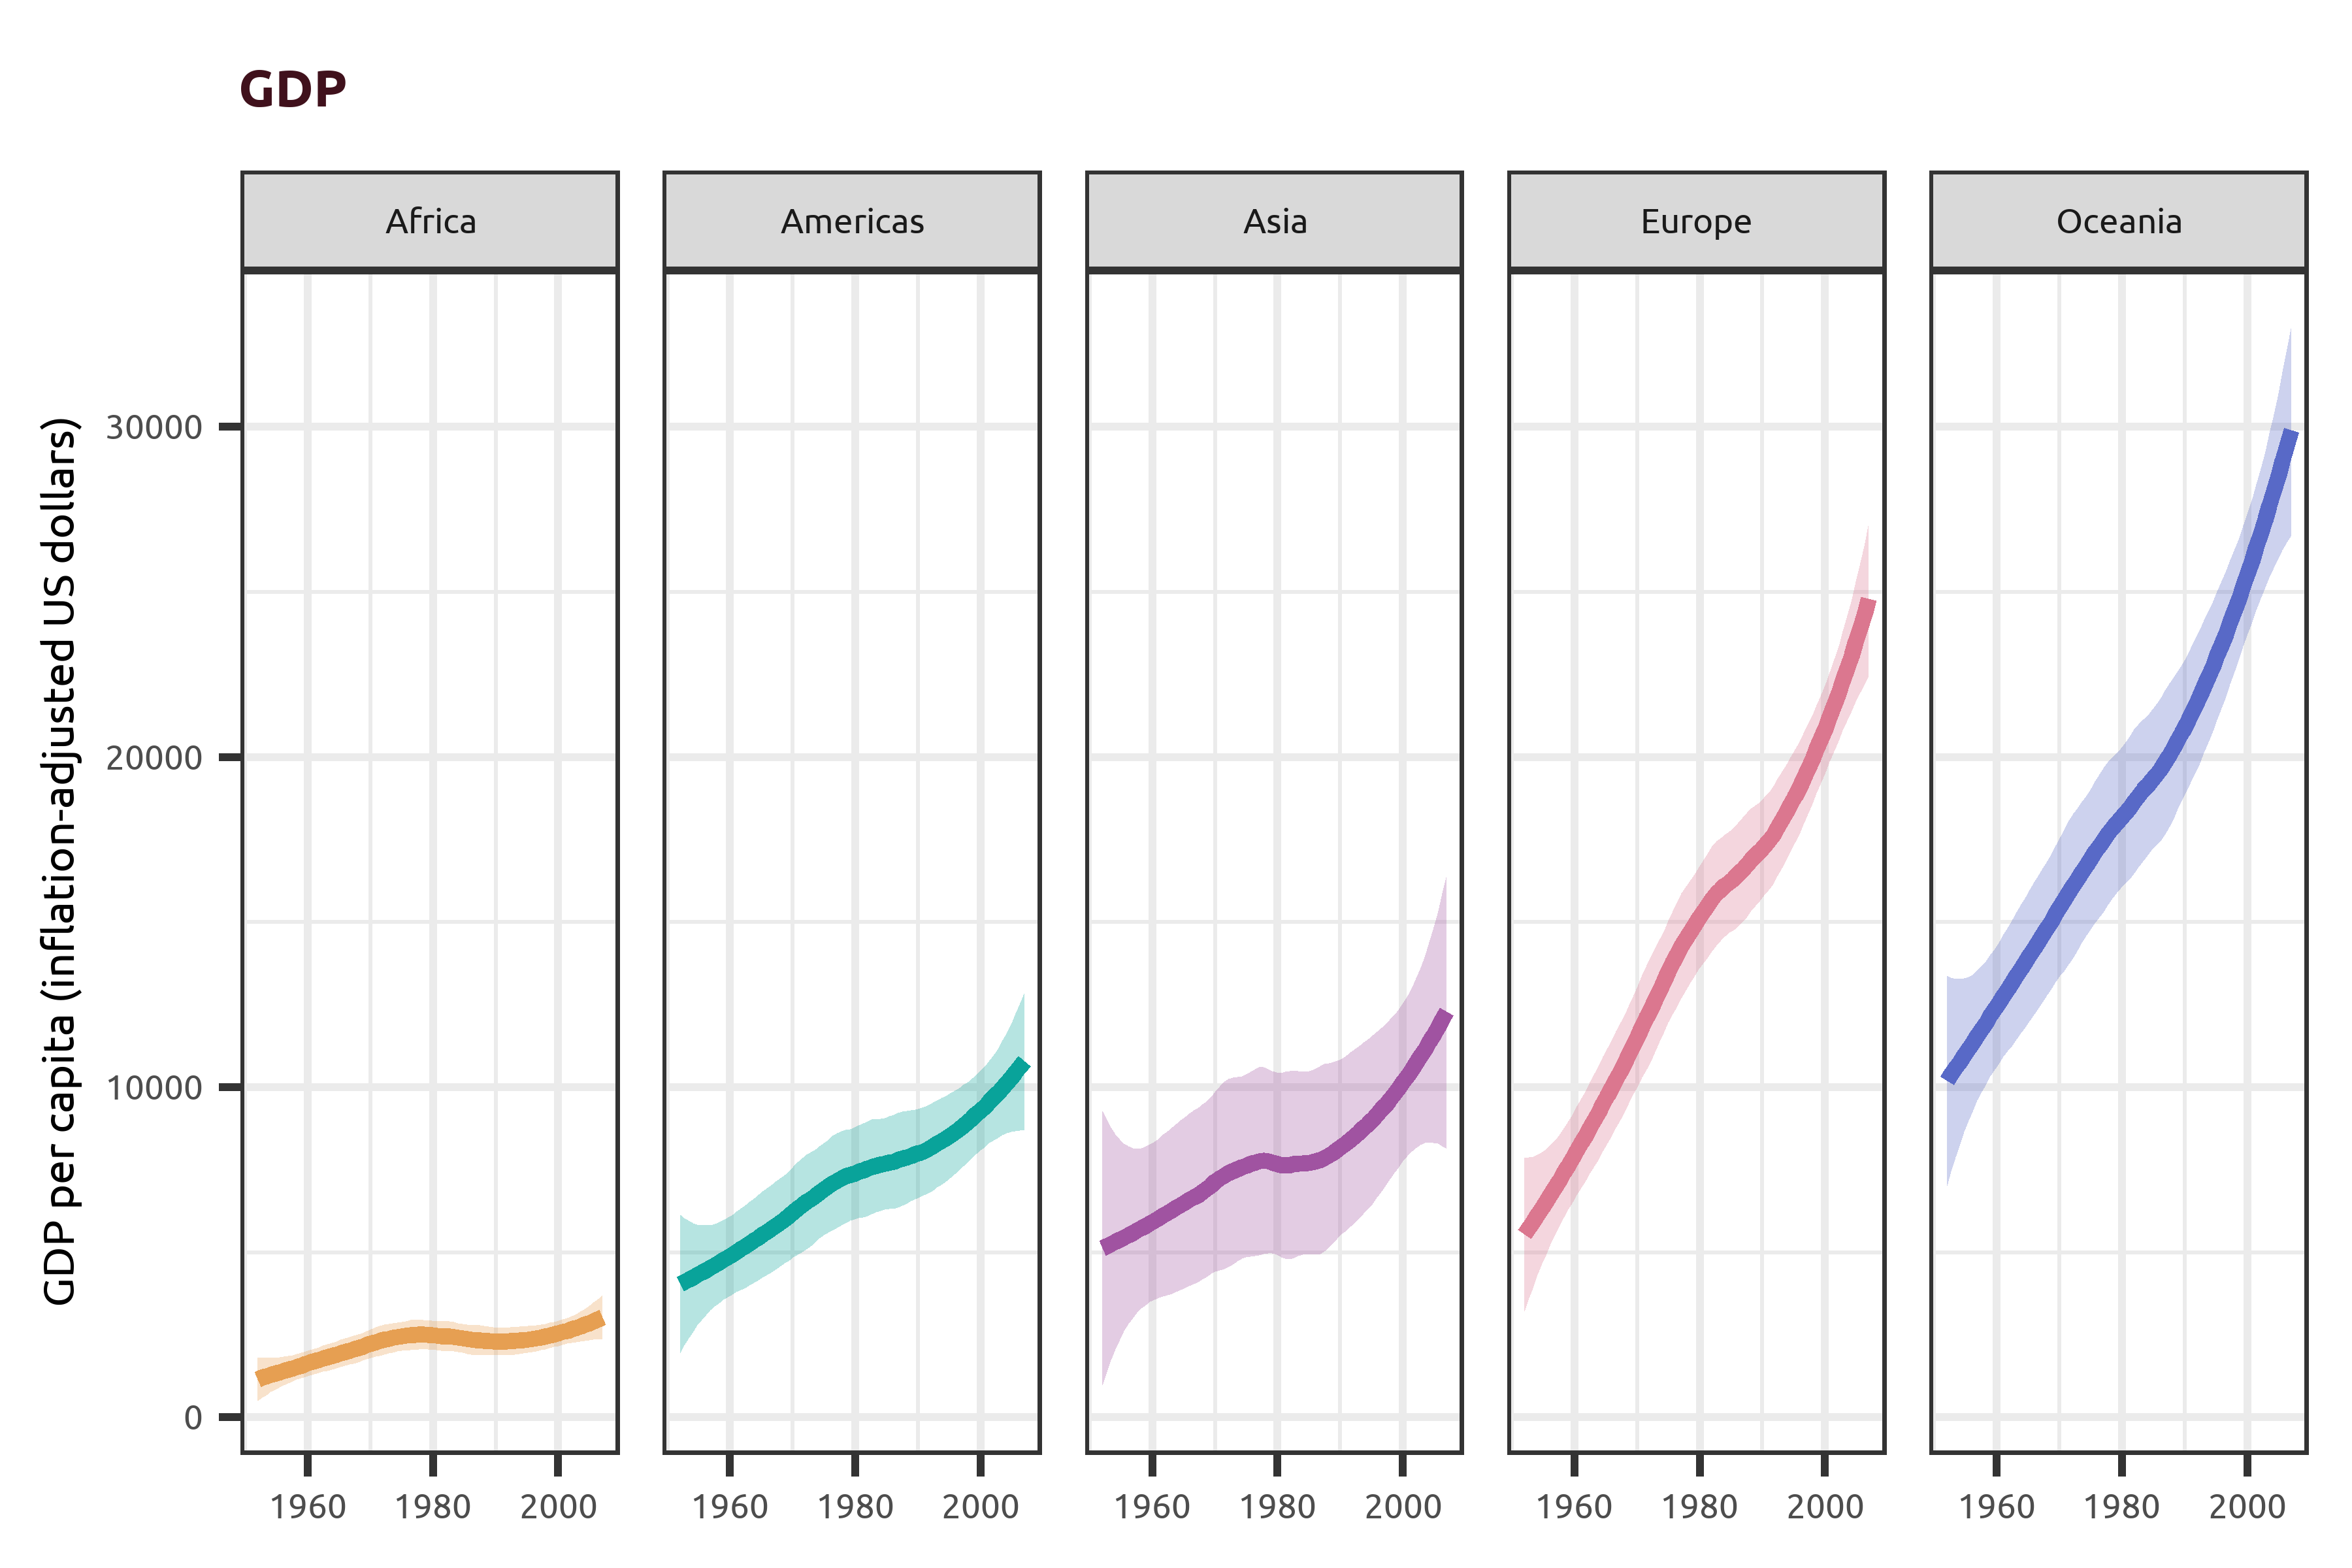 GDP
Africa Americas Asia Europe Oceania
GDP per capita (inflation-adjusted US dollars)
30000
20000
10000
0
1960 1980 2000 1960 1980 2000 1960 1980 2000 1960 1980 2000 1960 1980 2000